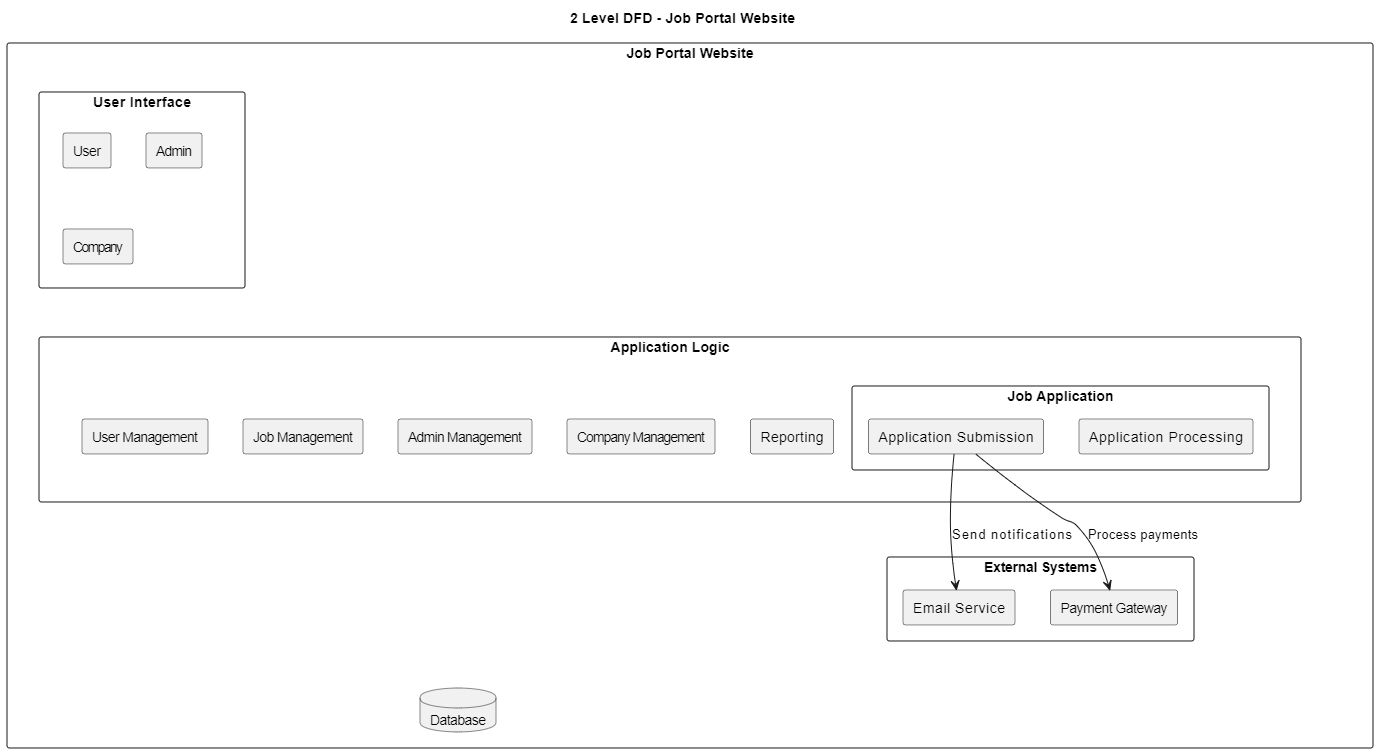 2 Level DFD - Job Portal Website
Job Portal Website
User Interface
User
Admin
Company
Application Logic
Job Application
User Management
Job Management
Admin Management
Company Management
Reporting
Application Submission
Application Processing
Send notifications
Process payments
External Systems
Email Service
Payment Gateway
Database